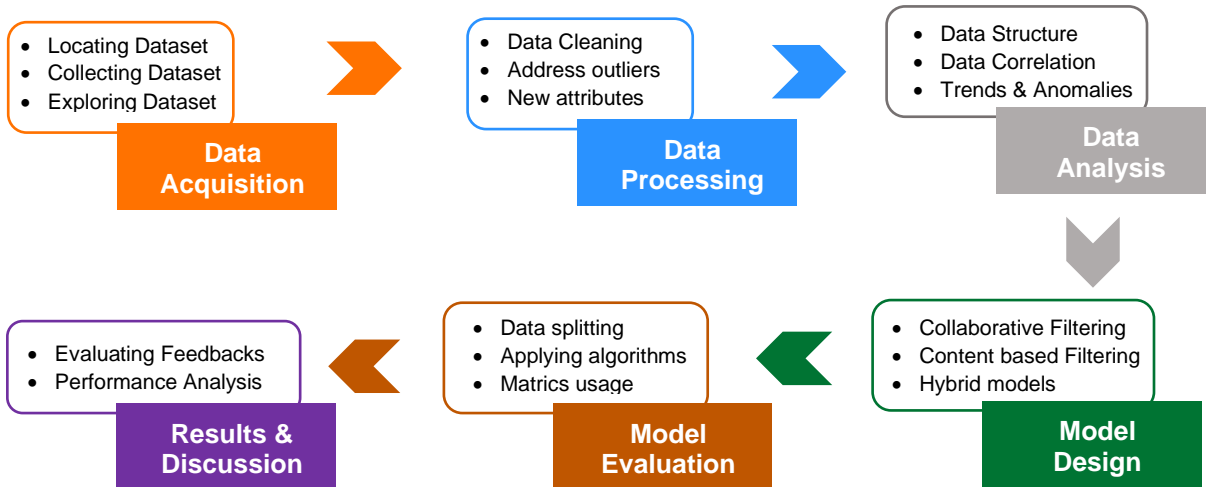 • Locating Dataset
• Collecting Dataset
• Exploring Dataset
Data
Acquisition
• Data Cleaning
• Address outliers
• New attributes
Data
Processing
• Data Structure
• Data Correlation
• Trends & Anomalies
Data
Analysis
• Collaborative Filtering
• Content based Filtering
• Hybrid models
Model
Design
• Data splitting
• Applying algorithms
• Matrics usage
Model
Evaluation
• Evaluating Feedbacks
• Performance Analysis
Results &
Discussion